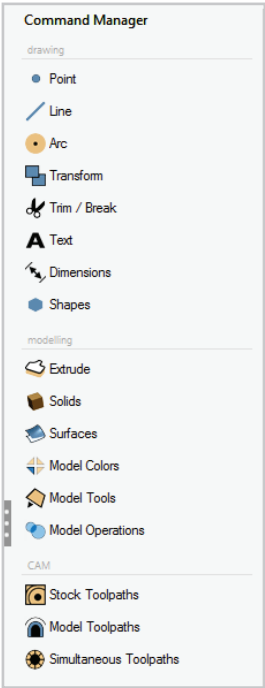 Command Manager
drawing
Point
Line
Arc
Transform
Trim / Break
A Text
Dimensions
Shapes
modelling
Extrude
Solids
Surfaces
Model Colors
Model Tools
Model Operations
CAM
Stock Toolpaths
Model Toolpaths
Simultaneous Toolpaths